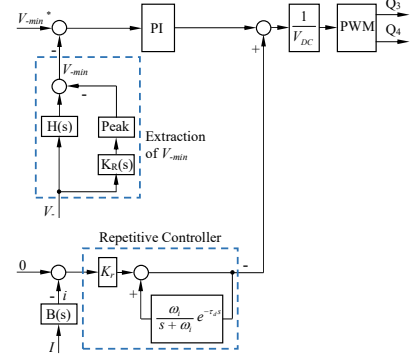 V-min*
PI
1
VDC
PWM
Q3
Q4
-
V-min
-
+
H(s)
Peak
KR(s)
Extraction
of V-min
V-
Repetitive Controller
-
0
Kr
- i
+
B(s)
ωi
s + ωi
e^-τd s
I